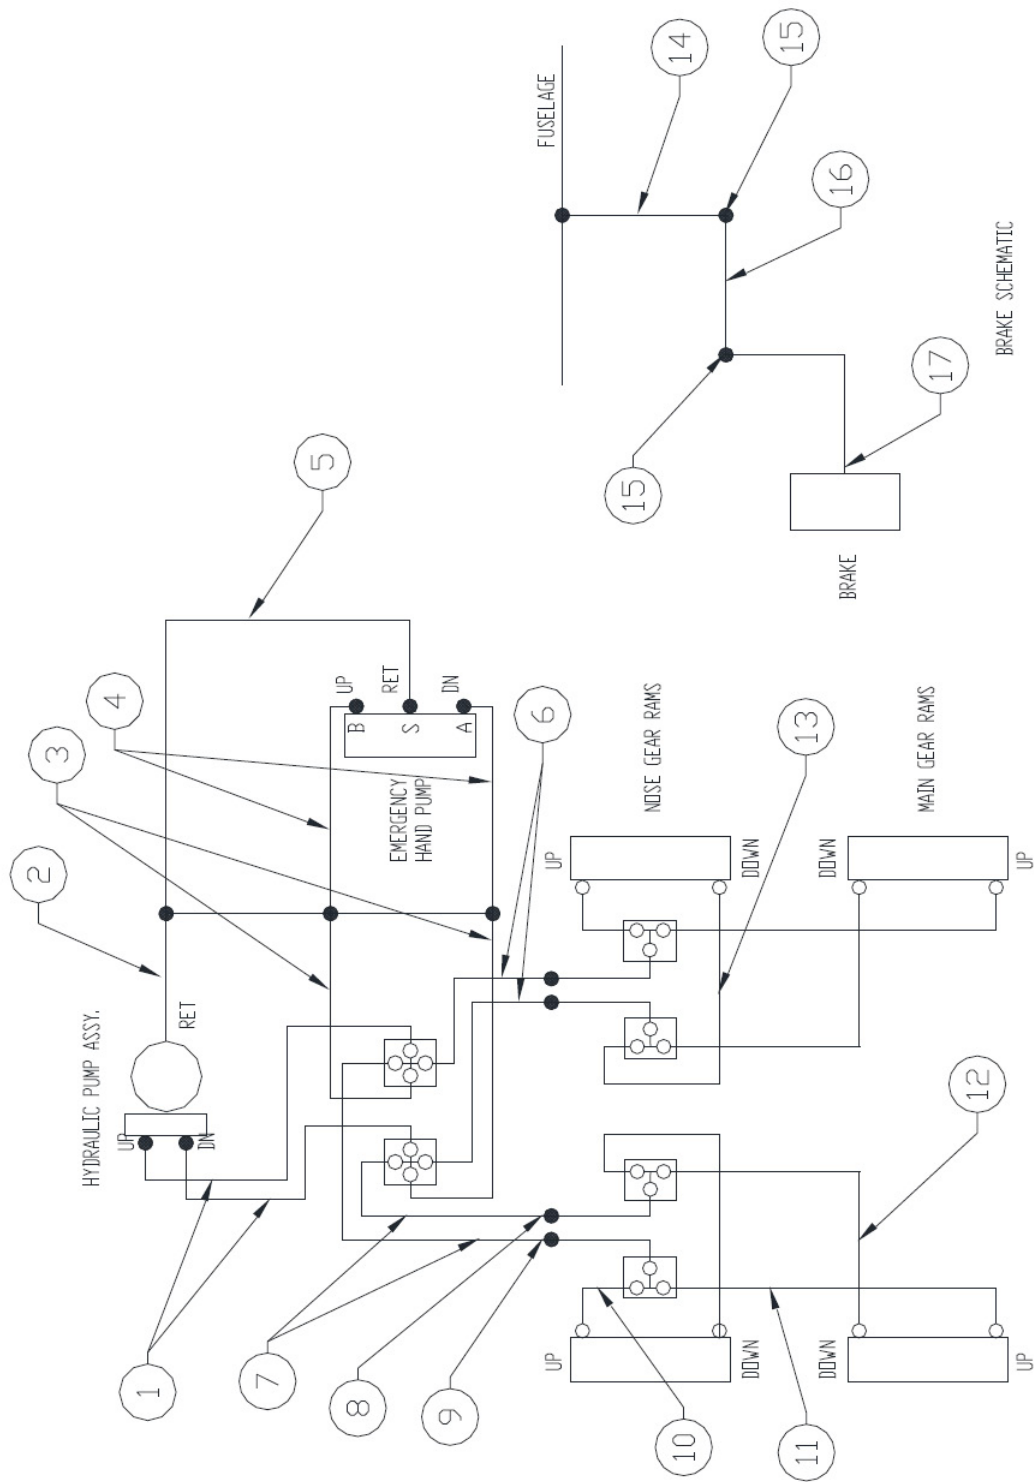 HYDRAULIC PUMP ASSY.
UP
DN
RET
1
2
3
4
5
UP
RET
DN
B
S
A
EMERGENCY
HAND PUMP
6
7
8
9
UP
DOWN
DOWN
UP
10
11
12
UP
DOWN
NOSE GEAR RAMS
13
DOWN
UP
MAIN GEAR RAMS
FUSELAGE
14
15
16
15
17
BRAKE
BRAKE SCHEMATIC